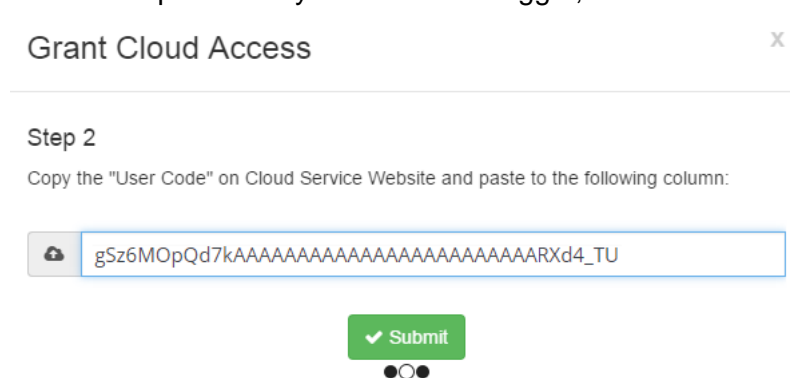 Grant Cloud Access
x
Step 2
Copy the "User Code" on Cloud Service Website and paste to the following column:
gSz6MOpQd7kAAAAAAAAAAAAAAAAAAAAAAAARXd4_TU
Submit